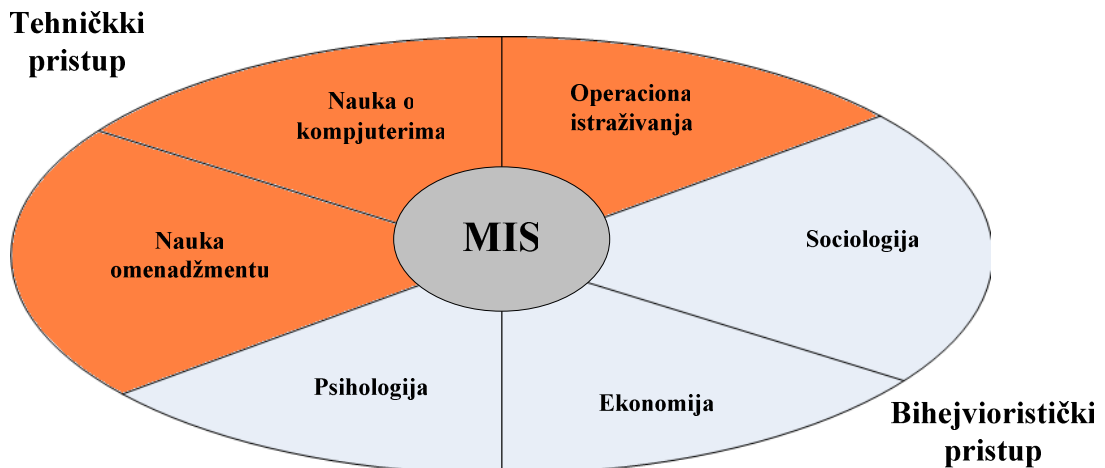 Tehničkki
pristup
Nauka o
kompjuterima
Operaciona
istraživanja
Nauka
omenadžmentu
MIS
Sociologija
Psihologija
Ekonomija
Bihejvioristički
pristup